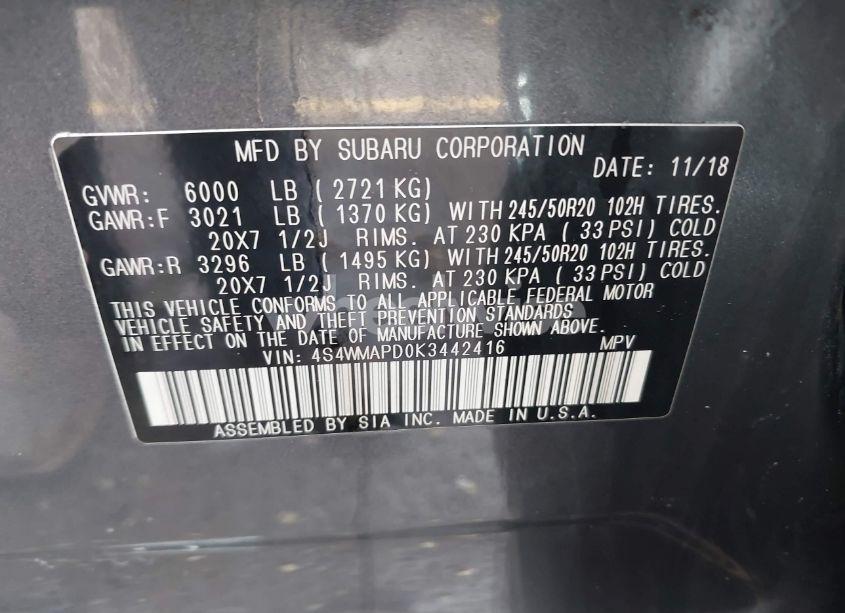 MFD BY SUBARU CORPORATION
DATE: 11/18
GVWR: 6000 LB ( 2721 KG)
GAWR:F 3021 LB ( 1370 KG) WITH 245/50R20 102H TIRES.
20X7 1/2J RIMS. AT 230 KPA ( 33 PSI) COLD
GAWR:R 3296 LB ( 1495 KG) WITH 245/50R20 102H TIRES.
20X7 1/2J RIMS. AT 230 KPA ( 33 PSI) COLD
THIS VEHICLE CONFORMS TO ALL APPLICABLE FEDERAL MOTOR
VEHICLE SAFETY AND THEFT PREVENTION STANDARDS
IN EFFECT ON THE DATE OF MANUFACTURE SHOWN ABOVE.
VIN: 4S4WMAPD0K3442416 MPV
ASSEMBLED BY SIA INC. MADE IN U.S.A.